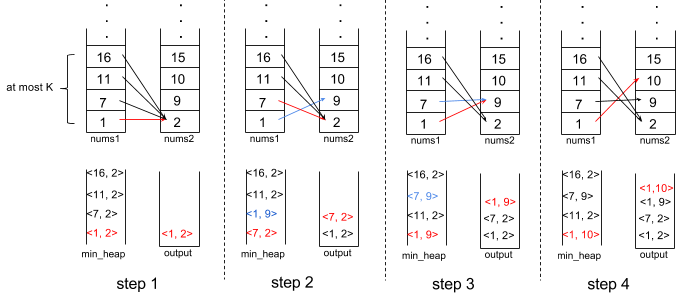 16 15
11 10
at most K
7 9
1 2
nums1 nums2
<16, 2>
<11, 2>
<7, 2>
<1, 2> <1, 2>
min_heap output
step 1
16 15
11 10
7 9
1 2
nums1 nums2
<16, 2>
<11, 2>
<1, 9> <7, 2>
<7, 2> <1, 2>
min_heap output
step 2
16 15
11 10
7 9
1 2
nums1 nums2
<16, 2>
<7, 9> <1, 9>
<11, 2> <7, 2>
<1, 9> <1, 2>
min_heap output
step 3
16 15
11 10
7 9
1 2
nums1 nums2
<16, 2> <1,10>
<7, 9> <1, 9>
<11, 2> <7, 2>
<1, 10> <1, 2>
min_heap output
step 4